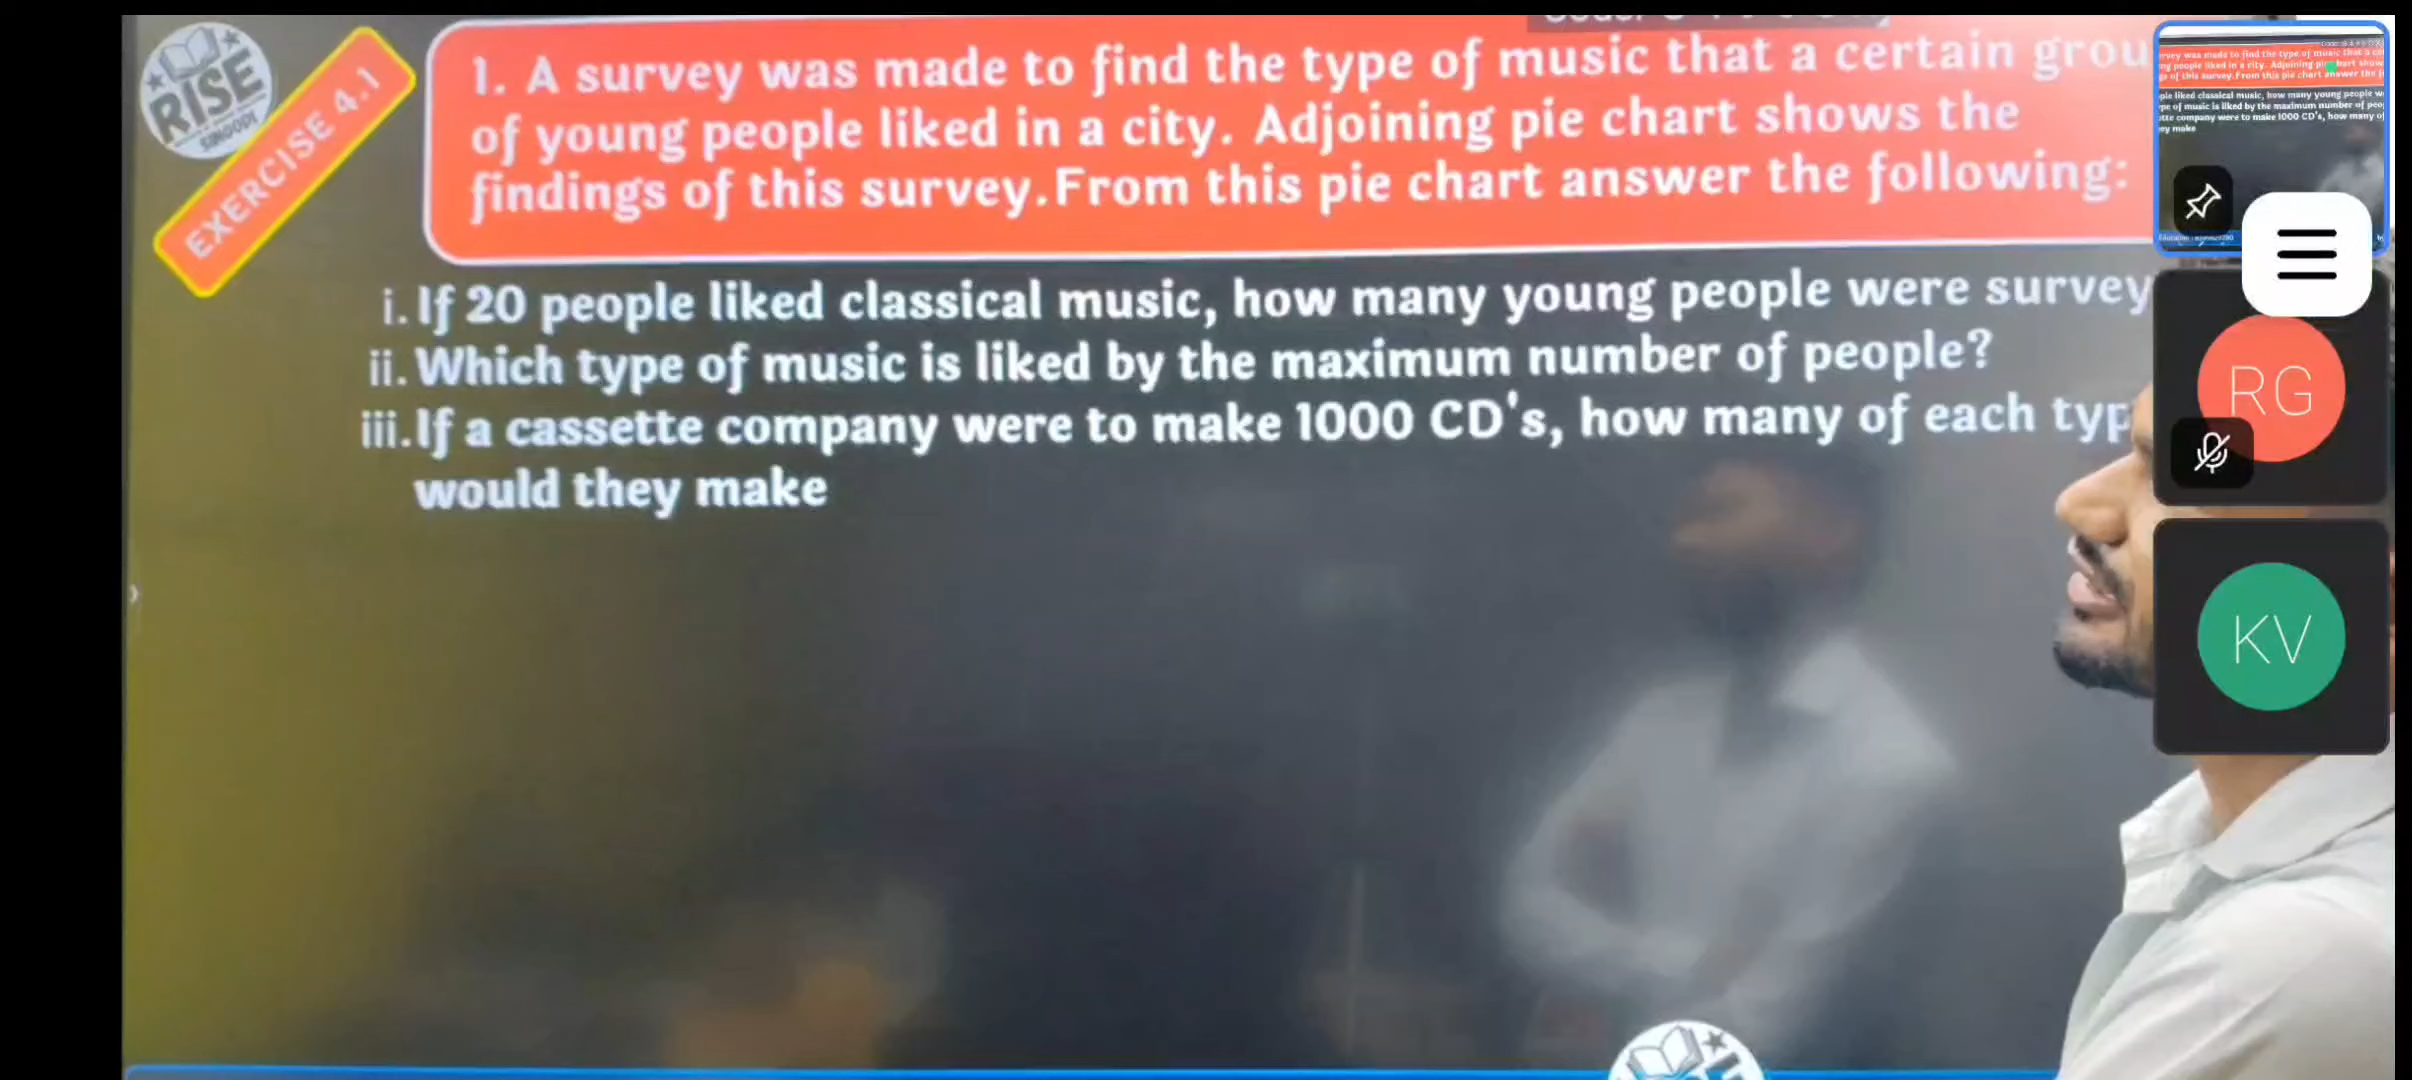 RISE
EXERCISE 4.1
1. A survey was made to find the type of music that a certain grou
of young people liked in a city. Adjoining pie chart shows the
findings of this survey.From this pie chart answer the following:
i. If 20 people liked classical music, how many young people were survey
ii. Which type of music is liked by the maximum number of people?
iii. If a cassette company were to make 1000 CD's, how many of each typ
would they make
RG
KV